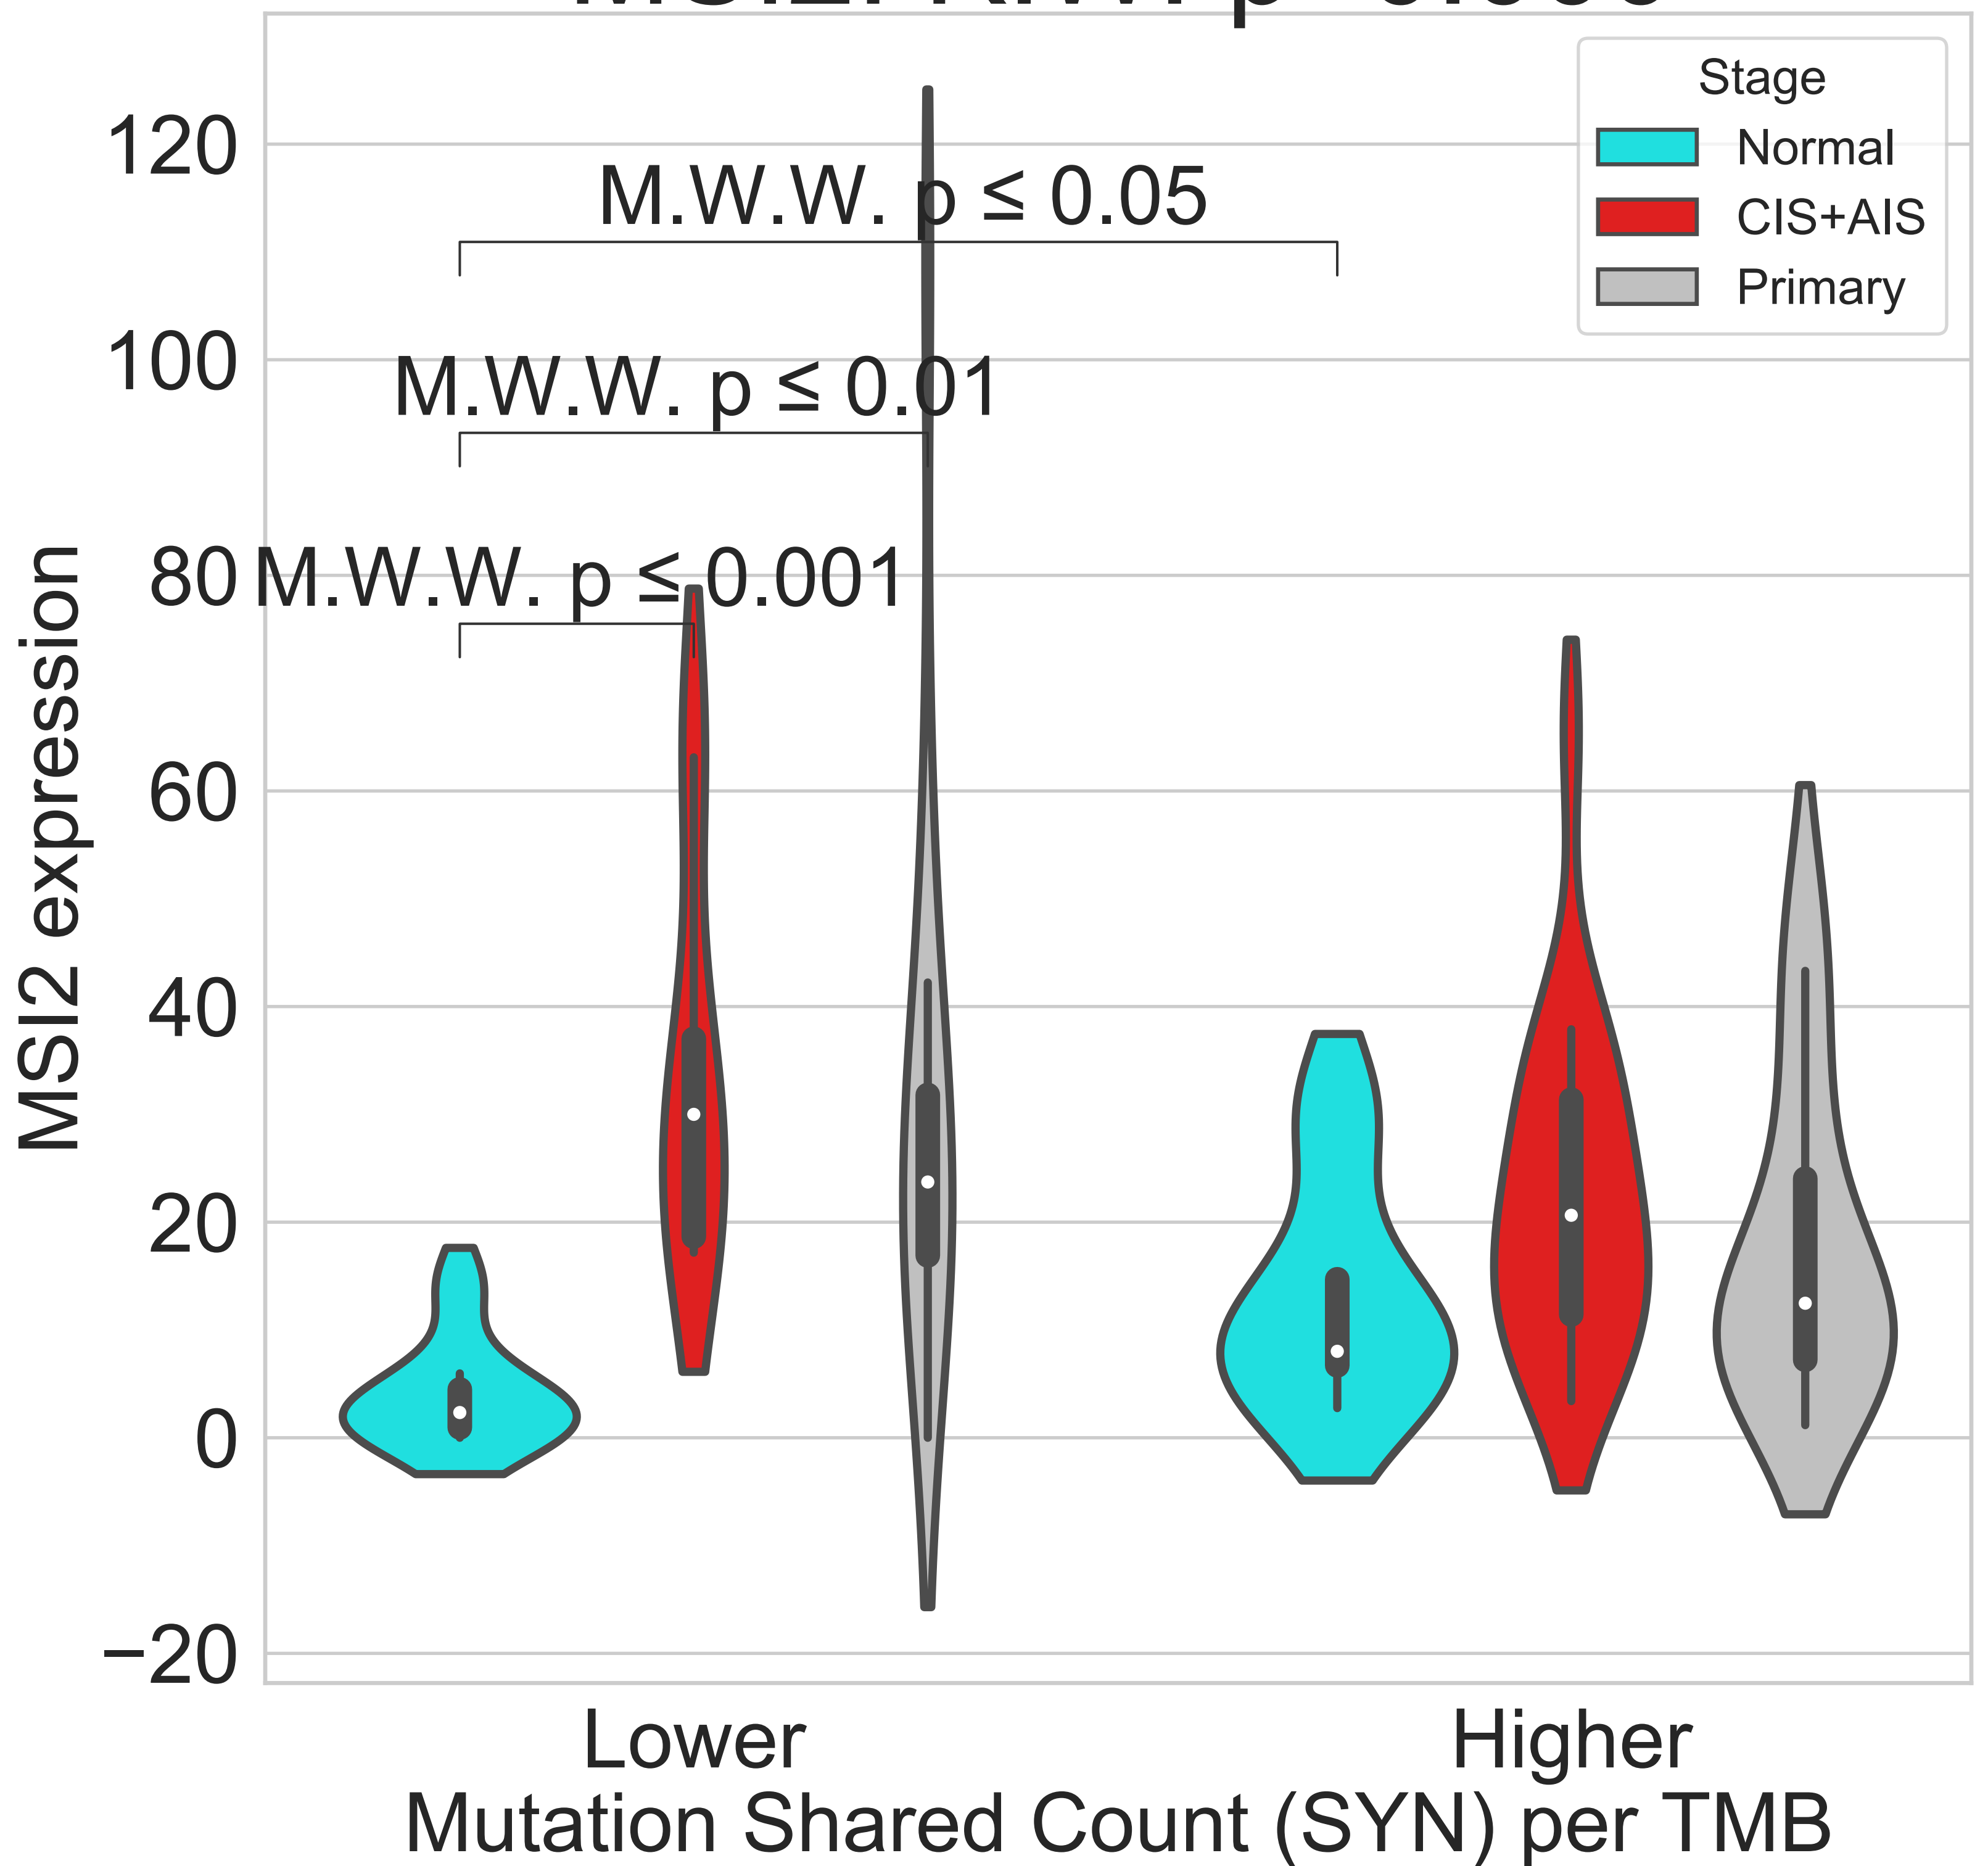 Stage
Normal
CIS+AIS
Primary
120
100
80
60
40
20
0
−20
M.W.W. p ≤ 0.05
M.W.W. p ≤ 0.01
M.W.W. p ≤ 0.001
MSI2 expression
Lower
Higher
Mutation Shared Count (SYN) per TMB